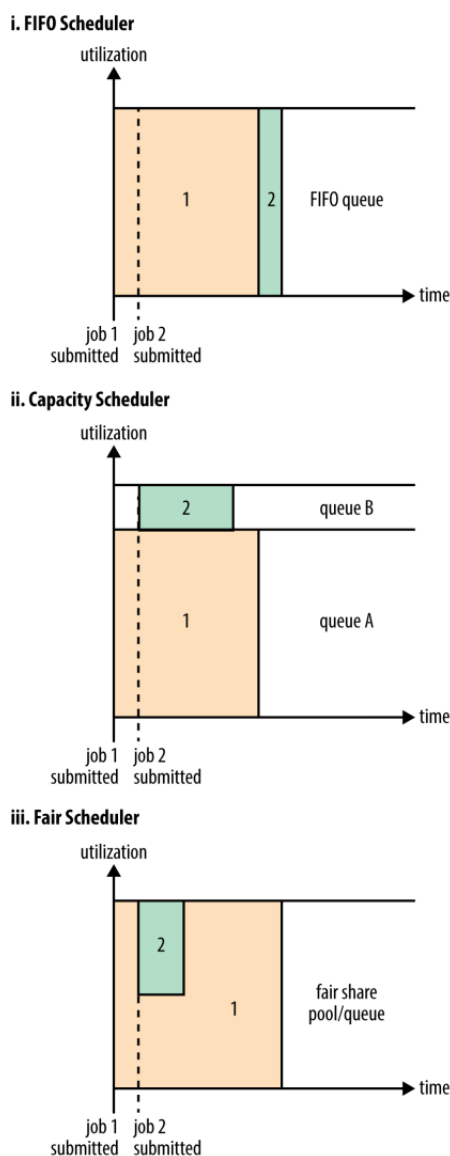 i. FIFO Scheduler
utilization
1
2
FIFO queue
time
job 1
submitted
job 2
submitted
ii. Capacity Scheduler
utilization
2
queue B
1
queue A
time
job 1
submitted
job 2
submitted
iii. Fair Scheduler
utilization
2
1
fair share
pool/queue
time
job 1
submitted
job 2
submitted